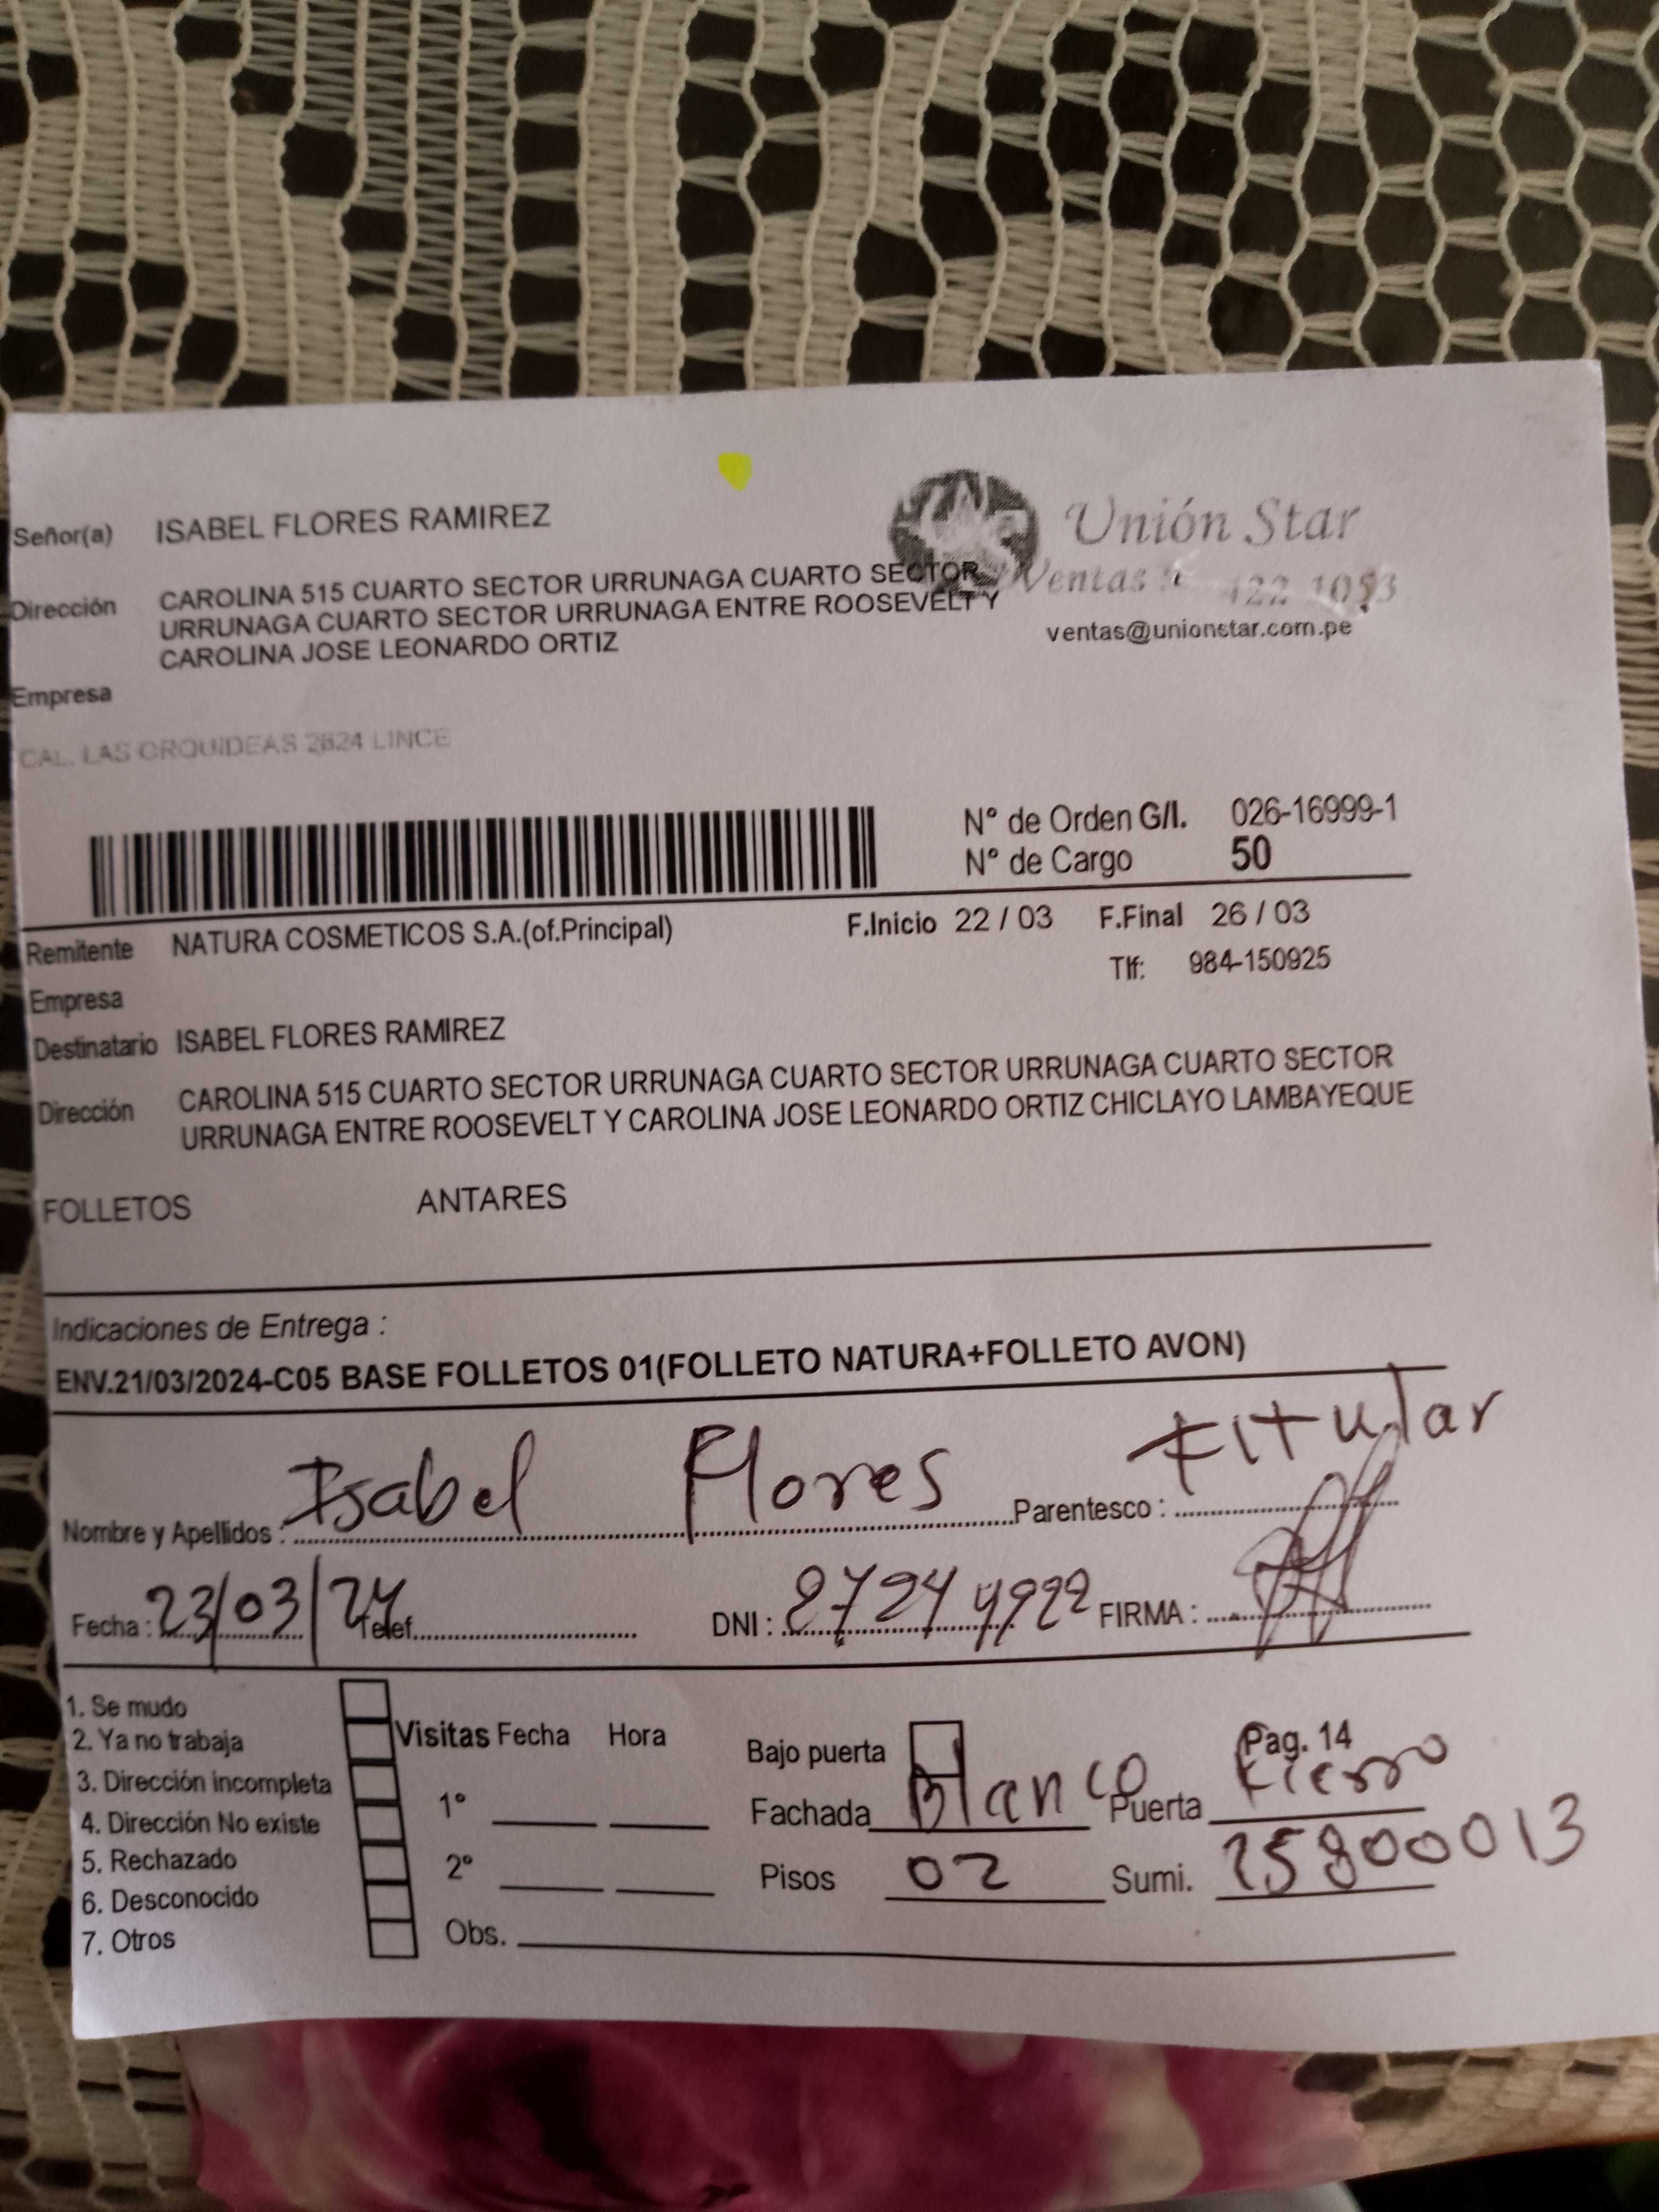 Señor(a) ISABEL FLORES RAMIREZ
Unión Star
Dirección CAROLINA 515 CUARTO SECTOR URRUNAGA CUARTO SECTOR
URRUNAGA CUARTO SECTOR URRUNAGA ENTRE ROOSEVELT Y
CAROLINA JOSE LEONARDO ORTIZ
Ventas 422-1053
ventas@unionstar.com.pe
Empresa
CAL. LAS ORQUIDEAS 2624 LINCE
N° de Orden G/I. 026-16999-1
N° de Cargo 50
Remitente NATURA COSMETICOS S.A.(of.Principal) F.Inicio 22 / 03 F.Final 26 / 03
Tlf: 984-150925
Empresa
Destinatario ISABEL FLORES RAMIREZ
Dirección CAROLINA 515 CUARTO SECTOR URRUNAGA CUARTO SECTOR URRUNAGA CUARTO SECTOR
URRUNAGA ENTRE ROOSEVELT Y CAROLINA JOSE LEONARDO ORTIZ CHICLAYO LAMBAYEQUE
FOLLETOS ANTARES
Indicaciones de Entrega :
ENV.21/03/2024-C05 BASE FOLLETOS 01(FOLLETO NATURA+FOLLETO AVON)
Nombre y Apellidos : Isabel Flores Parentesco : titular
Fecha : 23/03/24 Telef. DNI : 27244922 FIRMA :
1. Se mudo
2. Ya no trabaja
3. Dirección incompleta
4. Dirección No existe
5. Rechazado
6. Desconocido
7. Otros
Visitas Fecha Hora
1°
2°
Obs.
Bajo puerta Pag. 14
Fachada Blanco Puerta Fierro
Pisos 02 Sumi. 25800013